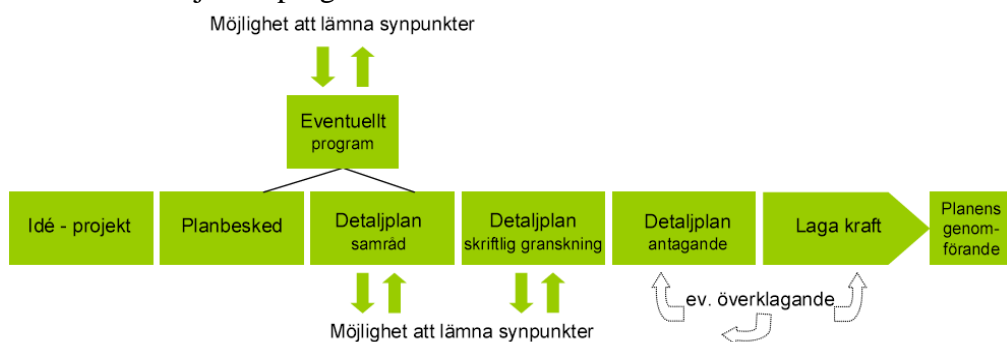 Möjlighet att lämna synpunkter
Eventuellt
program
Idé - projekt
Planbesked
Detaljplan
samråd
Detaljplan
skriftlig granskning
Detaljplan
antagande
Laga kraft
Planens
genom-
förande
ev. överklagande
Möjlighet att lämna synpunkter